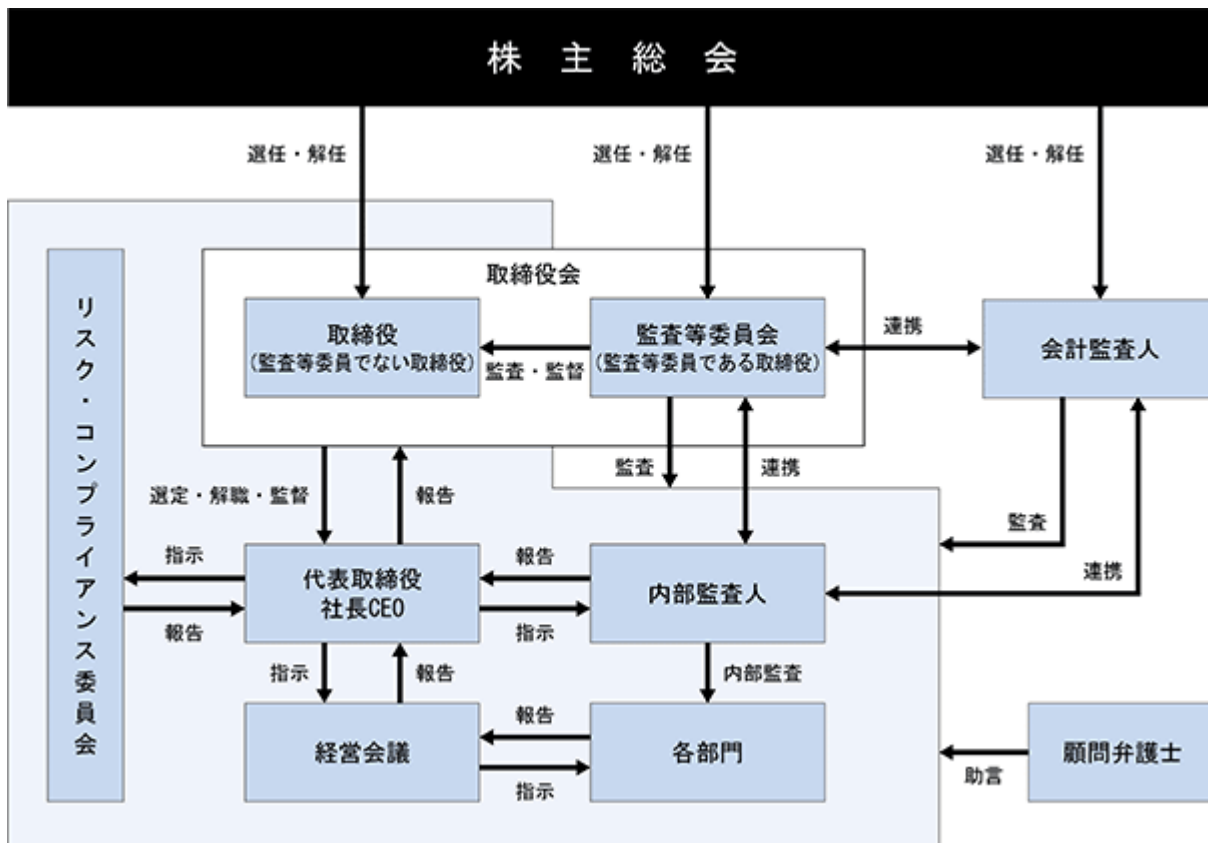 株主総会
選任・解任
選任・解任
選任・解任
取締役会
取締役
（監査等委員でない取締役）
監査・監督
監査等委員会
（監査等委員である取締役）
連携
会計監査人
リスク・コンプライアンス委員会
選定・解職・監督
報告
監査
連携
監査
連携
指示
報告
代表取締役
社長CEO
報告
指示
内部監査人
指示
報告
内部監査
経営会議
報告
指示
各部門
助言
顧問弁護士